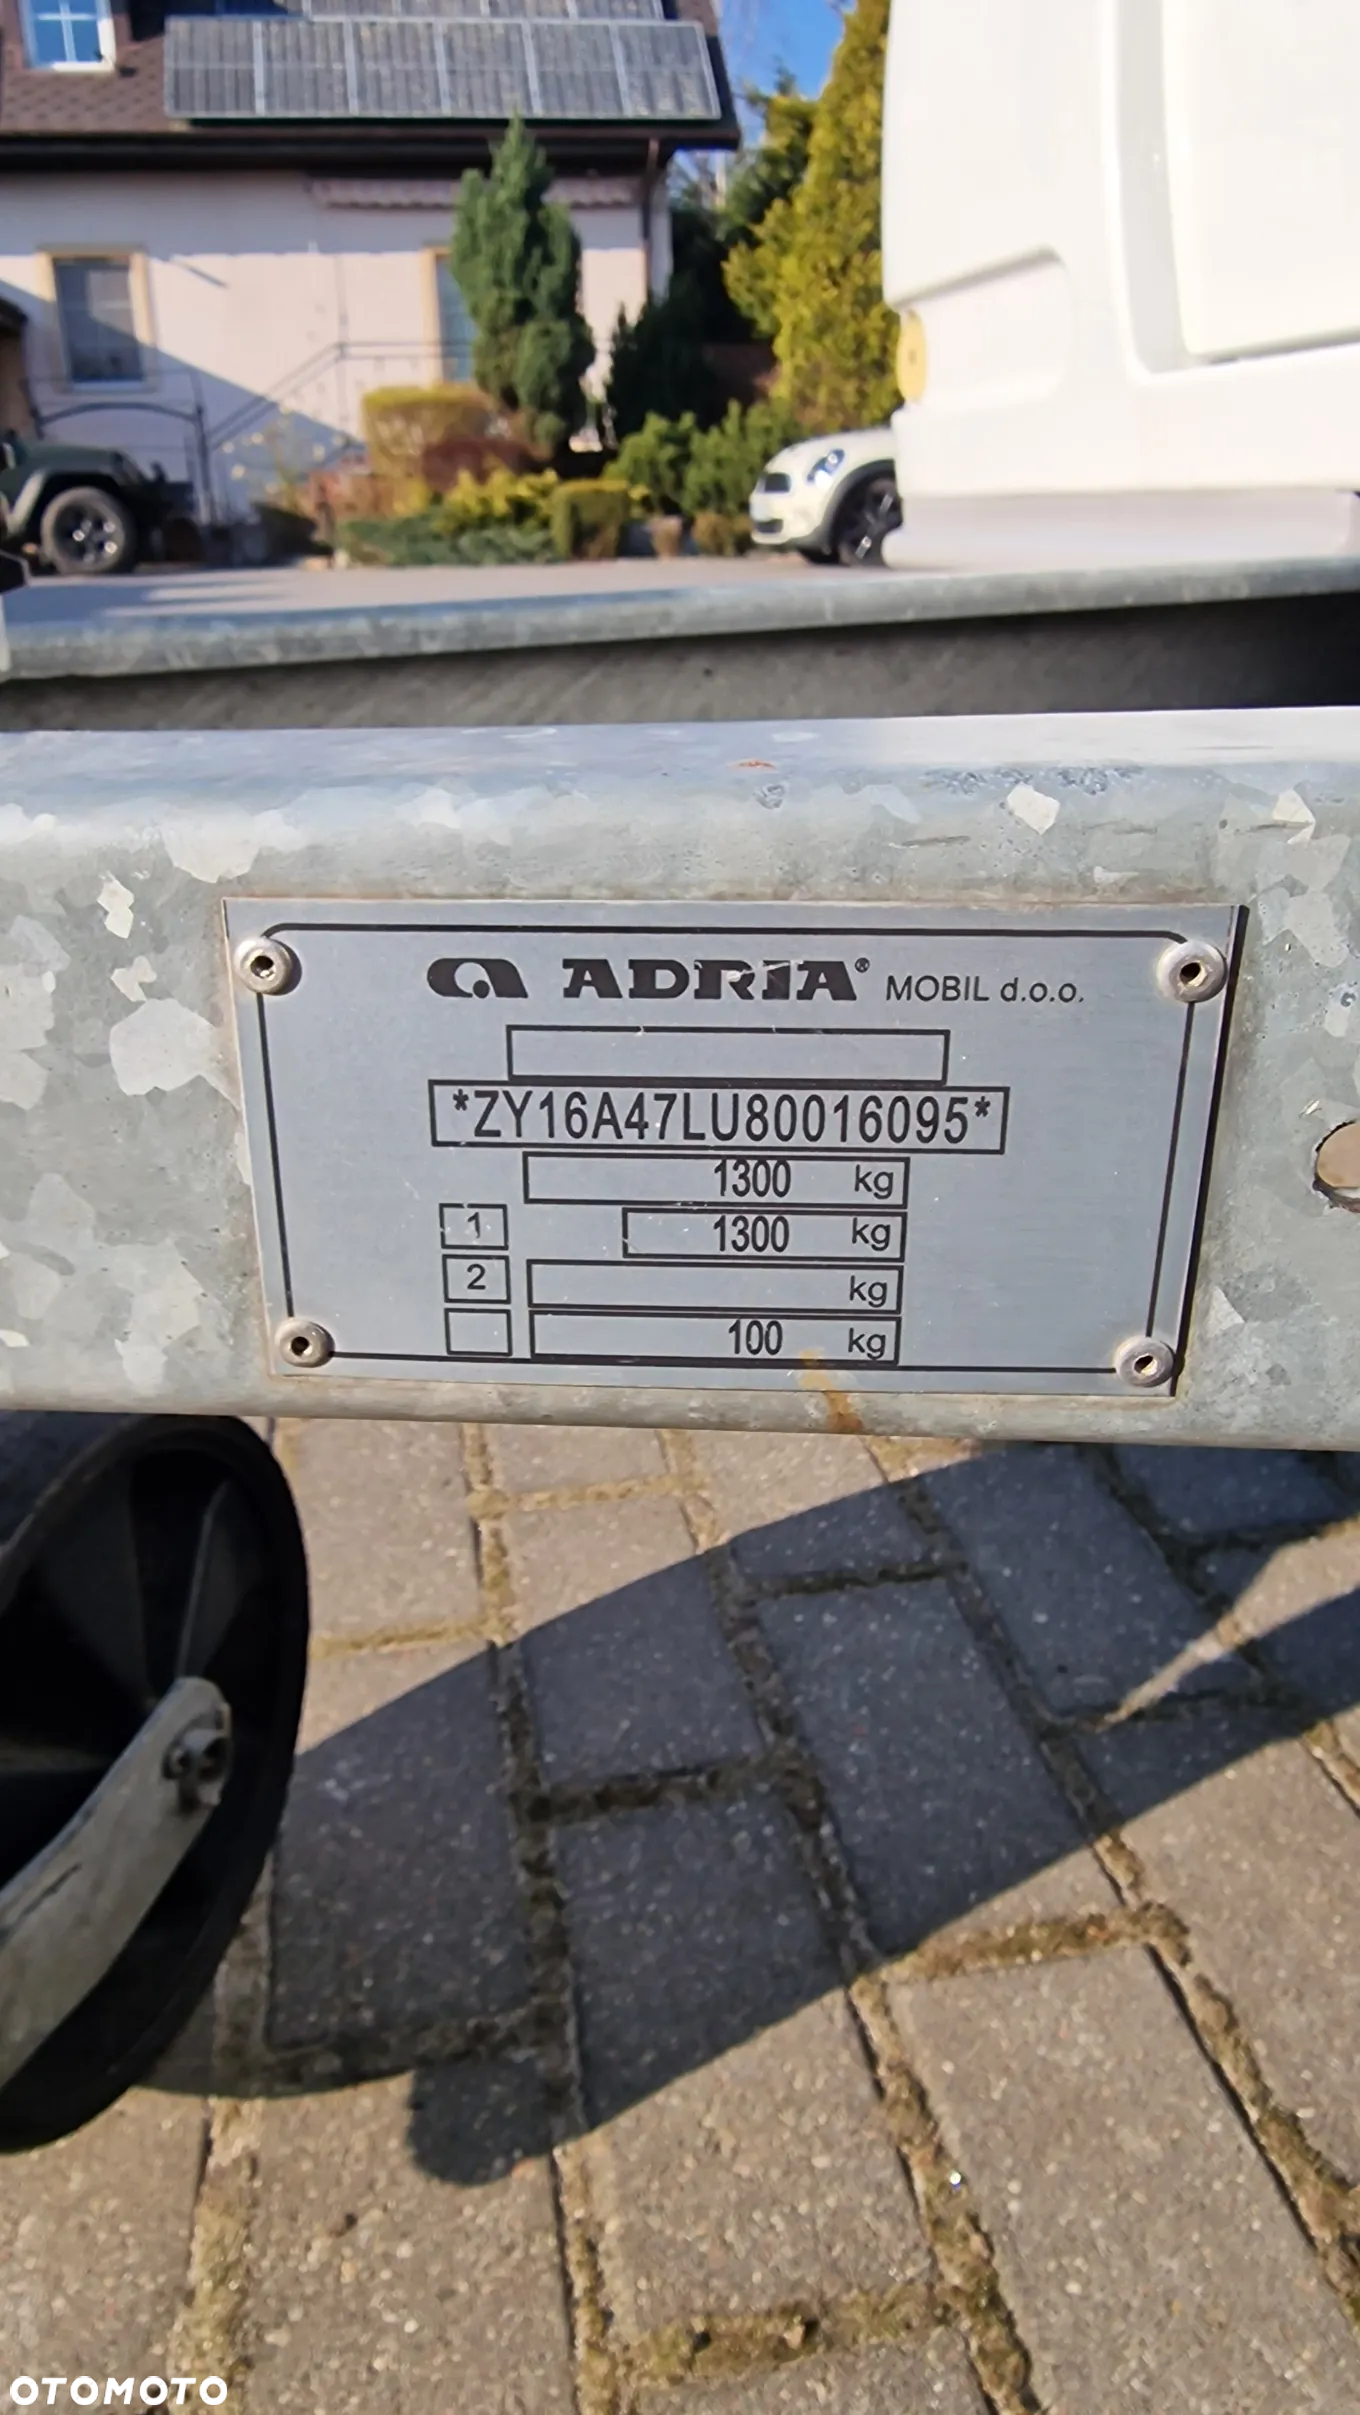 ADRIA® MOBIL d.o.o.
*ZY16A47LU80016095*
1300 kg
1 1300 kg
2 kg
100 kg
OTOMOTO